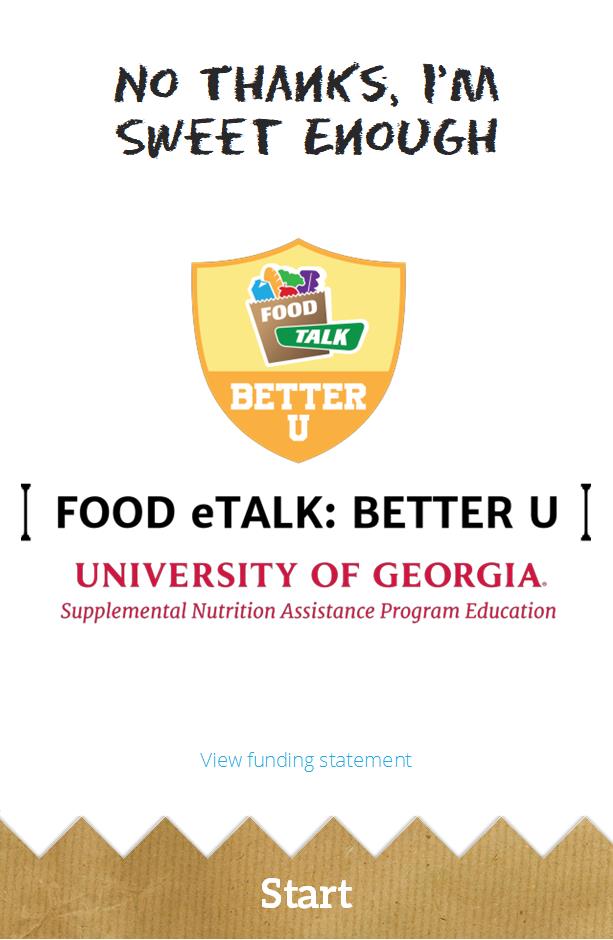 NO THANKS, I'M
SWEET ENOUGH
FOOD
TALK
BETTER
U
FOOD eTALK: BETTER U
UNIVERSITY OF GEORGIA.
Supplemental Nutrition Assistance Program Education
View funding statement
Start